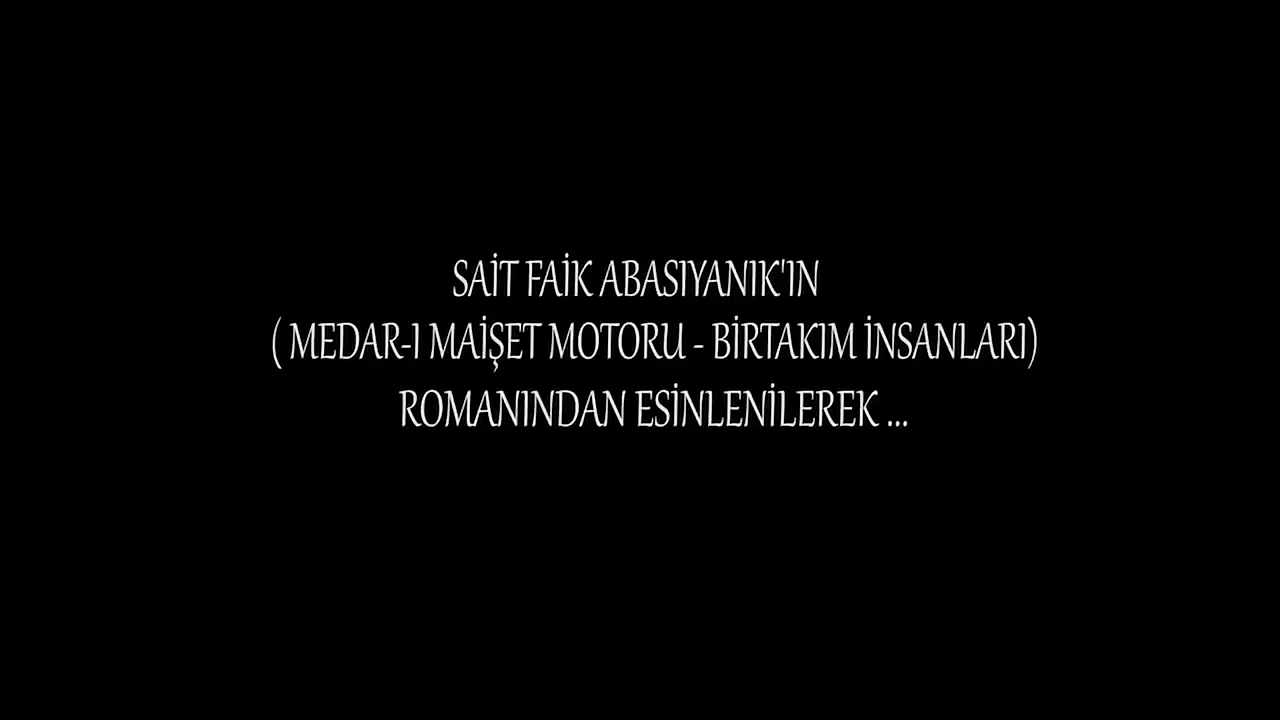 SAİT FAİK ABASIYANIK'IN
( MEDAR-I MAİŞET MOTORU - BİRTAKIM İNSANLARI)
ROMANINDAN ESİNLENİLEREK ...